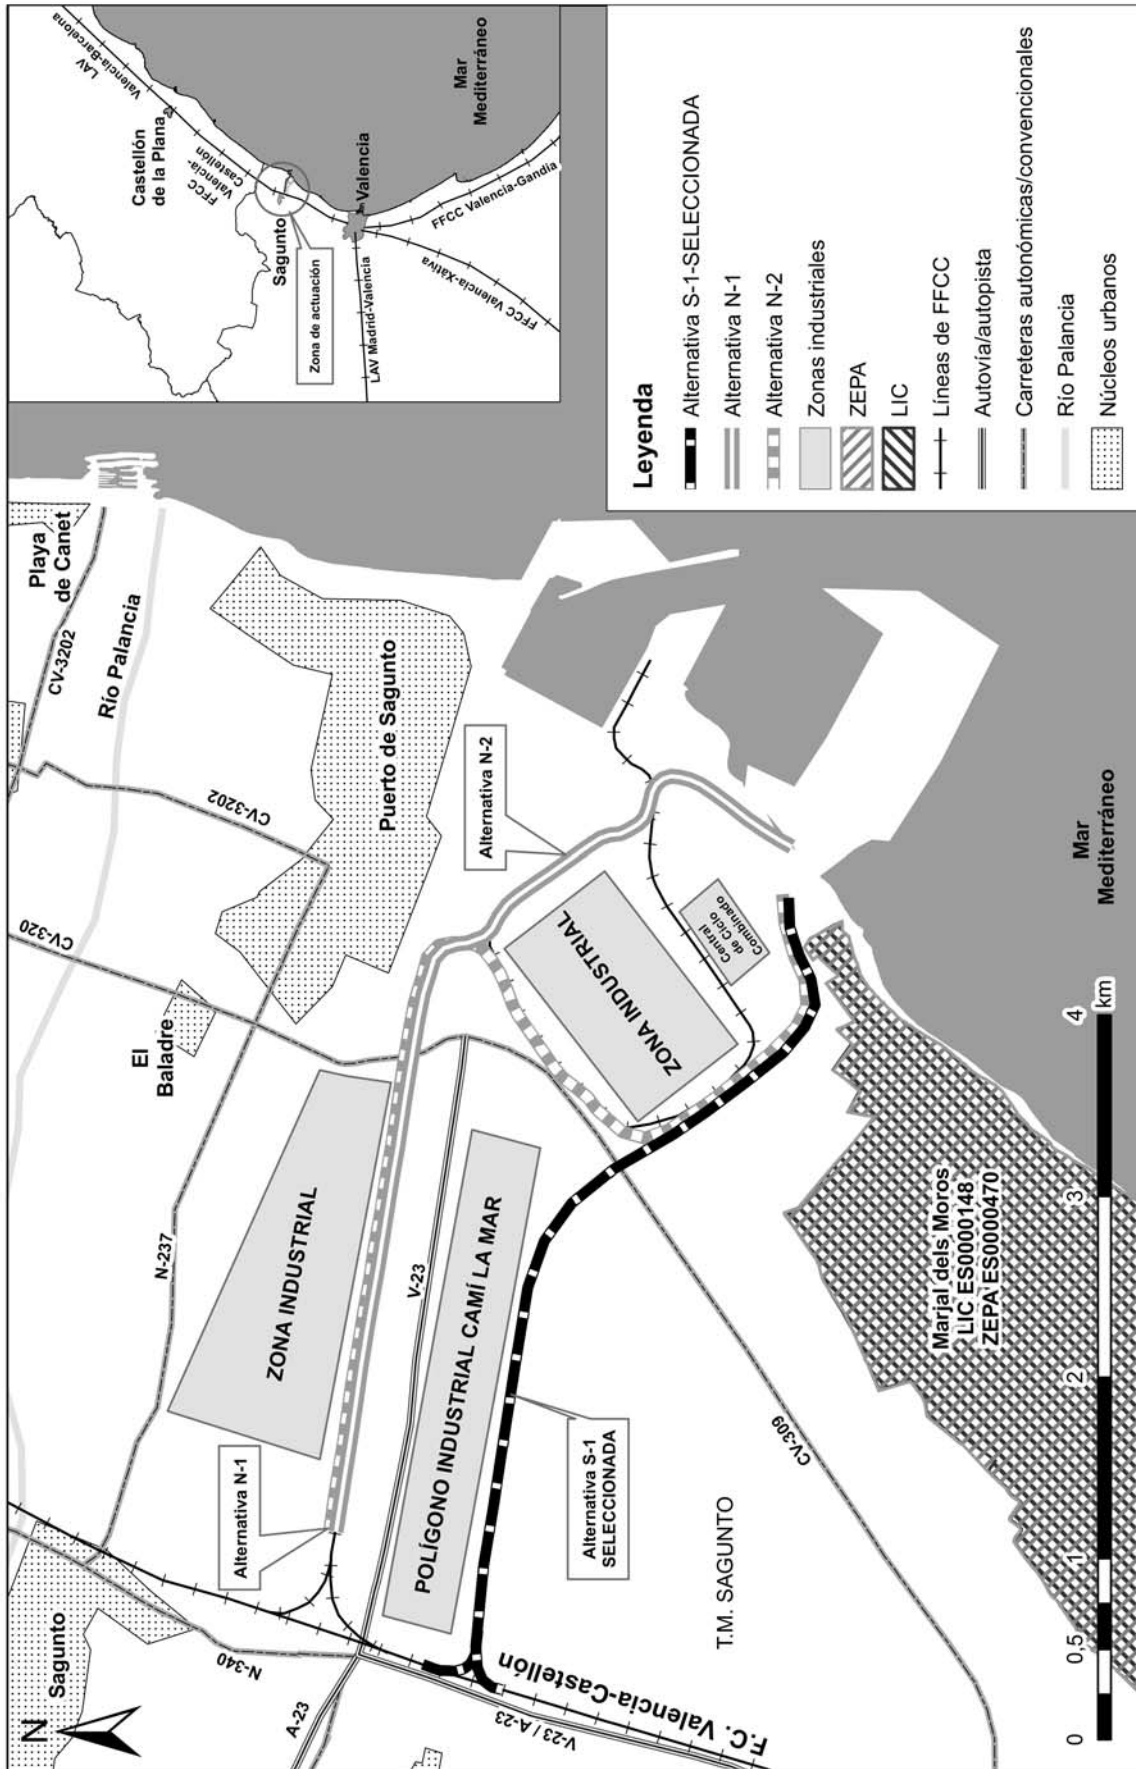 N
Sagunto
N-340
A-23
V-23 / A-23
F.C. Valencia-Castellón
N-237
El
Baladre
CV-320
CV-3202
CV-3202
Río Palancia
Playa
de Canet
Puerto de Sagunto
Alternativa N-1
ZONA INDUSTRIAL
V-23
POLÍGONO INDUSTRIAL CAMÍ LA MAR
Alternativa S-1
SELECCIONADA
Alternativa N-2
ZONA INDUSTRIAL
Central
de Ciclo
Combinado
CV-309
T.M. SAGUNTO
Marjal dels Moros
LIC ES0000148
ZEPA ES0000470
Mar
Mediterráneo
0
0,5
1
2
3
4
km
LAV
Valencia-Barcelona
Castellón
de la Plana
FFCC
Valencia-
Castellón
Sagunto
Zona de actuación
Valencia
LAV Madrid-Valencia
FFCC Valencia-Xátiva
FFCC Valencia-Gandia
Mar
Mediterráneo
Leyenda
Alternativa S-1-SELECCIONADA
Alternativa N-1
Alternativa N-2
Zonas industriales
ZEPA
LIC
Líneas de FFCC
Autovía/autopista
Carreteras autonómicas/convencionales
Río Palancia
Núcleos urbanos